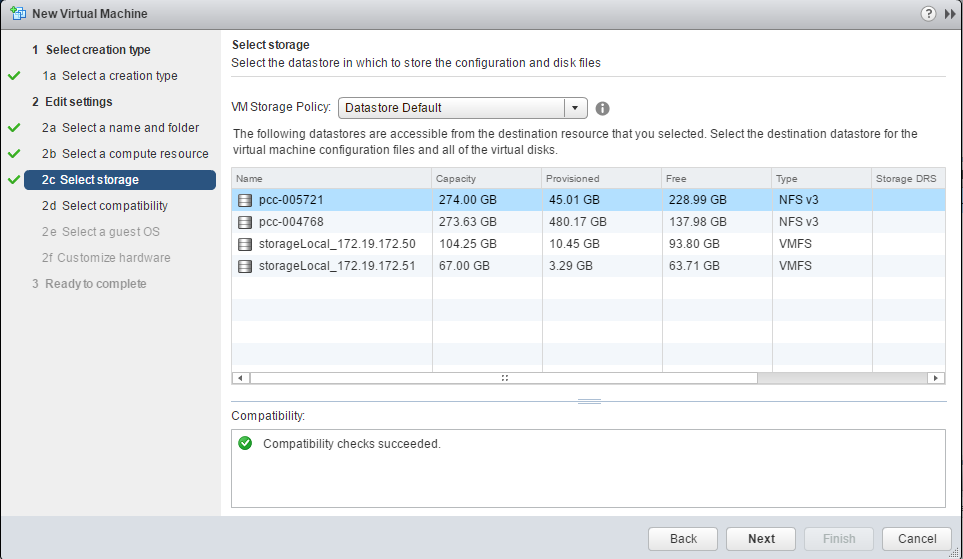 New Virtual Machine
1 Select creation type
1a Select a creation type
2 Edit settings
2a Select a name and folder
2b Select a compute resource
2c Select storage
2d Select compatibility
2e Select a guest OS
2f Customize hardware
3 Ready to complete
Select storage
Select the datastore in which to store the configuration and disk files
VM Storage Policy: Datastore Default
The following datastores are accessible from the destination resource that you selected. Select the destination datastore for the
virtual machine configuration files and all of the virtual disks.
Name Capacity Provisioned Free Type Storage DRS
pcc-005721 274.00 GB 45.01 GB 228.99 GB NFS v3
pcc-004768 273.63 GB 480.17 GB 137.98 GB NFS v3
storageLocal_172.19.172.50 104.25 GB 10.45 GB 93.80 GB VMFS
storageLocal_172.19.172.51 67.00 GB 3.29 GB 63.71 GB VMFS
Compatibility:
Compatibility checks succeeded.
Back Next Finish Cancel